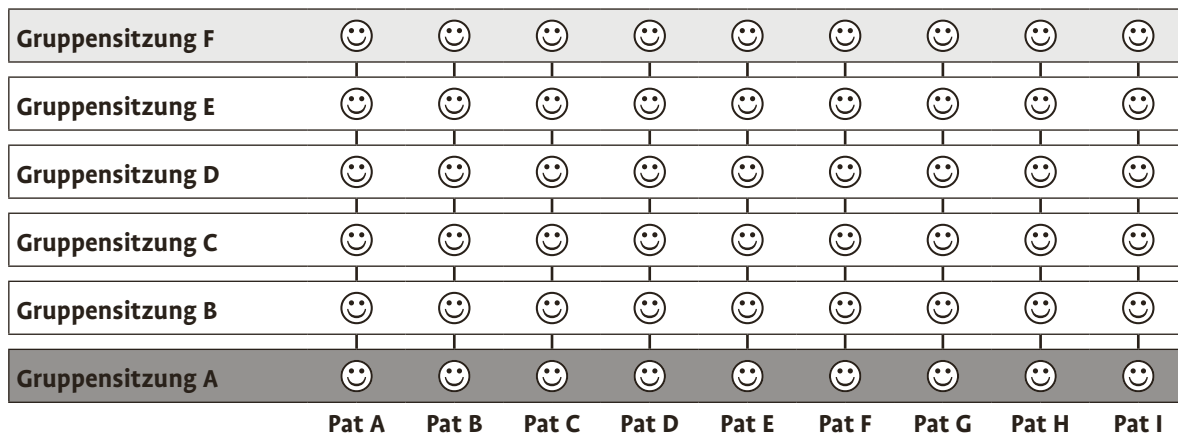 Gruppensitzung F
Gruppensitzung E
Gruppensitzung D
Gruppensitzung C
Gruppensitzung B
Gruppensitzung A
Pat A Pat B Pat C Pat D Pat E Pat F Pat G Pat H Pat I